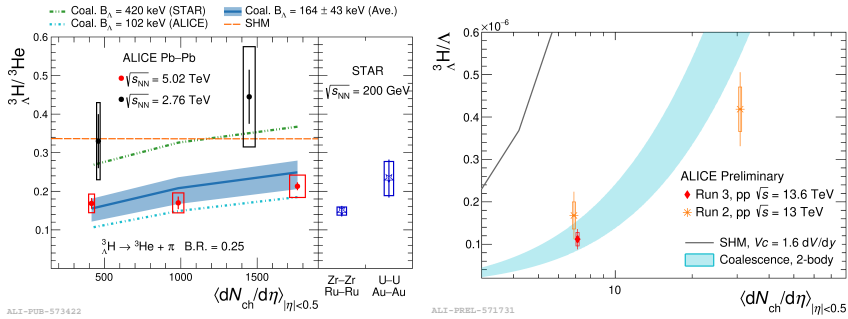 Coal. B_Λ = 420 keV (STAR)
Coal. B_Λ = 164 ± 43 keV (Ave.)
Coal. B_Λ = 102 keV (ALICE)
SHM
³_ΛH/ ³He
0.6
0.5
0.4
0.3
0.2
0.1
ALICE Pb–Pb
√s_NN = 5.02 TeV
√s_NN = 2.76 TeV
STAR
√s_NN = 200 GeV
³_ΛH → ³He + π B.R. = 0.25
500
1000
1500
Zr–Zr
Ru–Ru
U–U
Au–Au
⟨dN_ch/dη⟩_|η|<0.5
ALI-PUB-573422
³_ΛH/Λ
×10⁻⁶
0.6
0.5
0.4
0.3
0.2
0.1
ALICE Preliminary
Run 3, pp √s = 13.6 TeV
Run 2, pp √s = 13 TeV
SHM, Vc = 1.6 dV/dy
Coalescence, 2-body
10
⟨dN_ch/dη⟩_|η|<0.5
ALI-PREL-571731